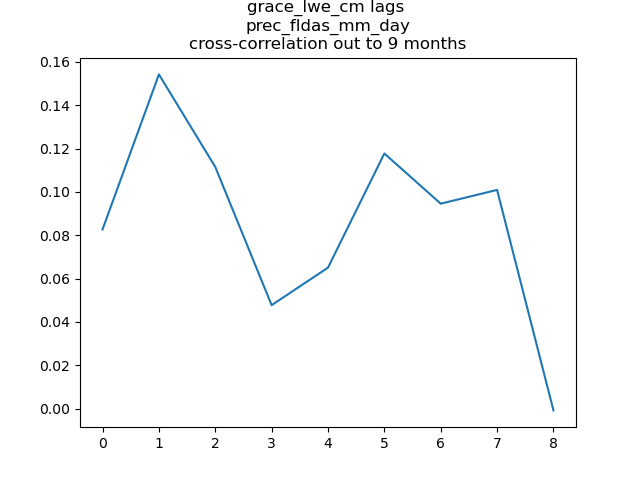 grace_lwe_cm lags
prec_fldas_mm_day
cross-correlation out to 9 months
0.16
0.14
0.12
0.10
0.08
0.06
0.04
0.02
0.00
0 1 2 3 4 5 6 7 8